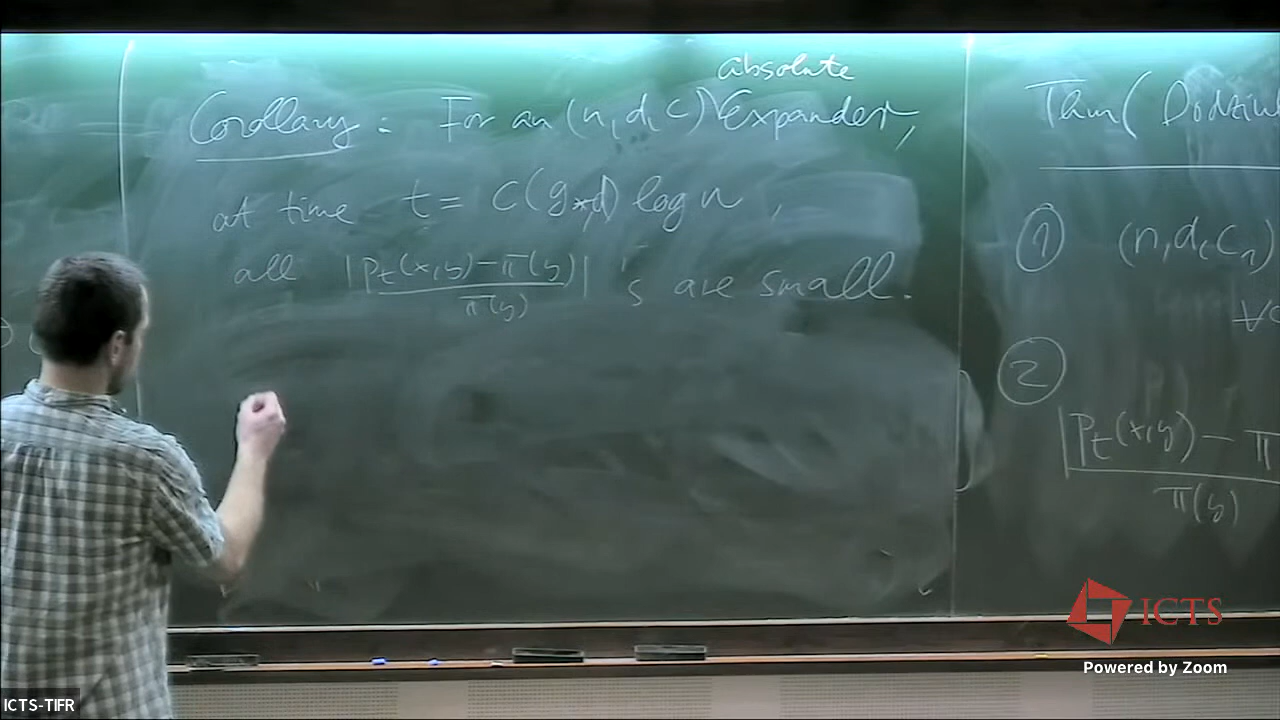 absolute
Corollary : For an (n, d, c) Expander,
at time t = C(g*,d) log n ,
all |Pt(x,y) − π(y)| / π(y) 's are small.
Thm (
① (n, d, c₁)
②
|Pt(x,y) − π
π(y)
ICTS
Powered by Zoom
ICTS-TIFR